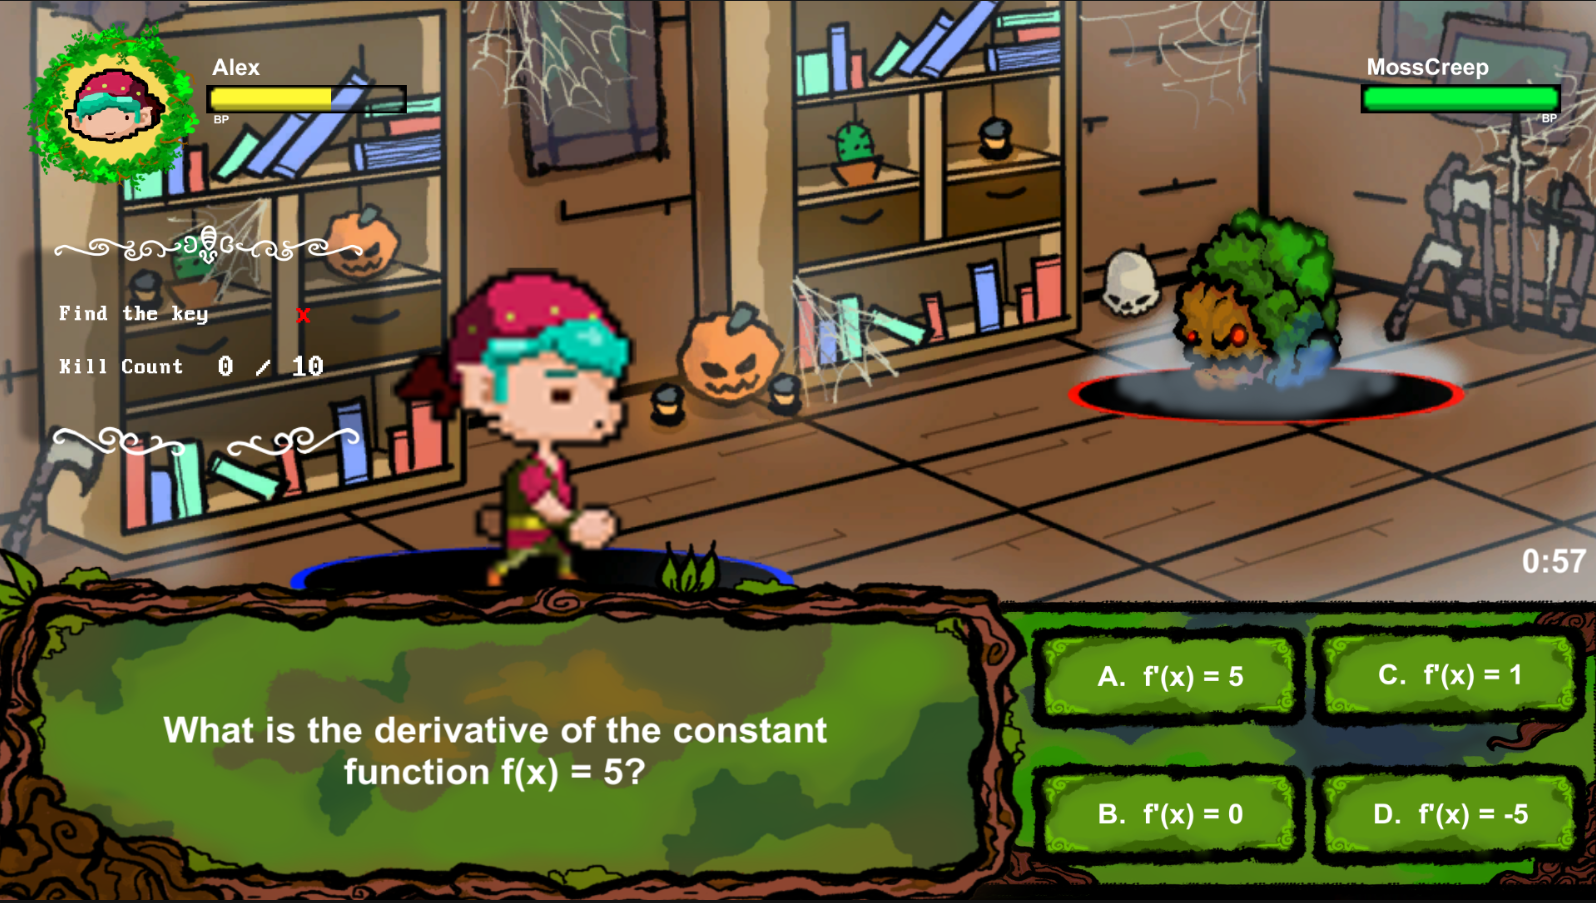 Alex
BP
MossCreep
BP
Find the key x
Kill Count 0 / 10
0:57
What is the derivative of the constant
function f(x) = 5?
A. f'(x) = 5
C. f'(x) = 1
B. f'(x) = 0
D. f'(x) = -5